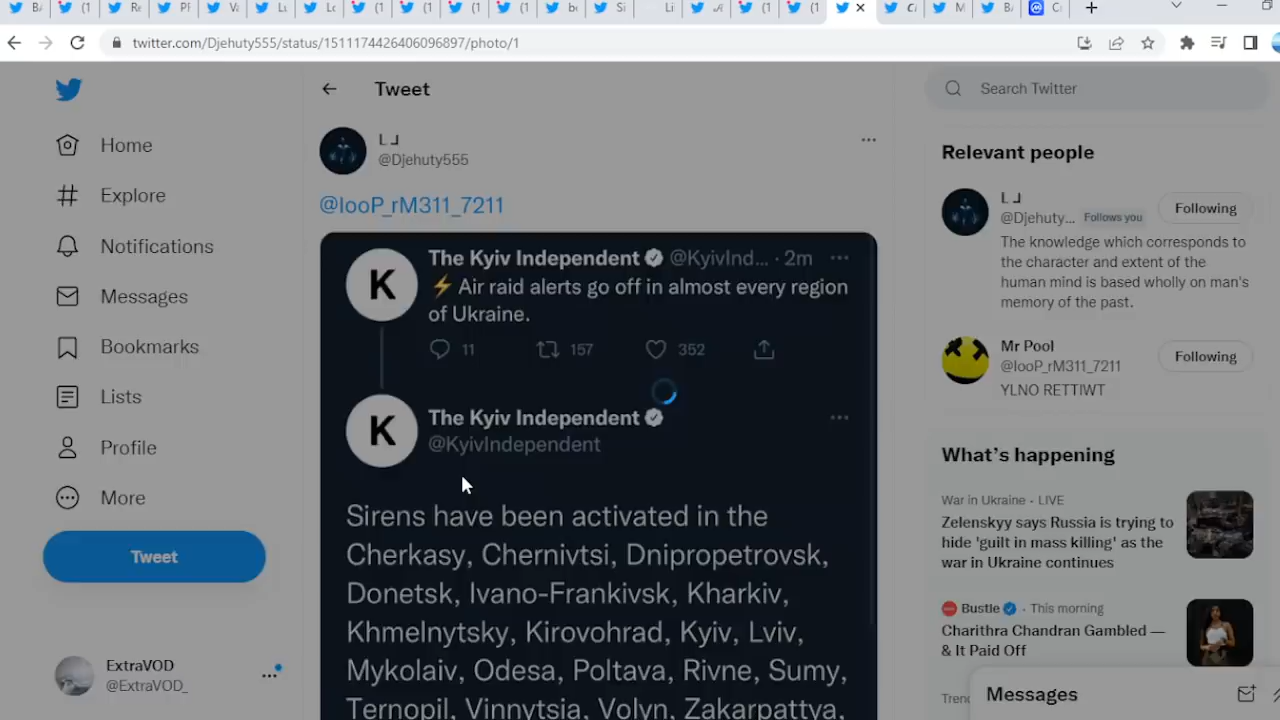 twitter.com/Djehuty555/status/1511174426406096897/photo/1
Home
Explore
Notifications
Messages
Bookmarks
Lists
Profile
More
Tweet
ExtraVOD
@ExtraVOD_
Tweet
@Djehuty555
@looP_rM311_7211
The Kyiv Independent @KyivInd... · 2m
⚡ Air raid alerts go off in almost every region
of Ukraine.
11 157 352
The Kyiv Independent
@KyivIndependent
Sirens have been activated in the
Cherkasy, Chernivtsi, Dnipropetrovsk,
Donetsk, Ivano-Frankivsk, Kharkiv,
Khmelnytsky, Kirovohrad, Kyiv, Lviv,
Mykolaiv, Odesa, Poltava, Rivne, Sumy,
Ternopil, Vinnytsia, Volyn, Zakarpattya,
Search Twitter
Relevant people
@Djehuty... Follows you
Following
The knowledge which corresponds to
the character and extent of the
human mind is based wholly on man's
memory of the past.
Mr Pool
@looP_rM311_7211
Following
YLNO RETTIWT
What's happening
War in Ukraine · LIVE
Zelenskyy says Russia is trying to
hide 'guilt in mass killing' as the
war in Ukraine continues
Bustle · This morning
Charithra Chandran Gambled —
& It Paid Off
Trenc
Messages